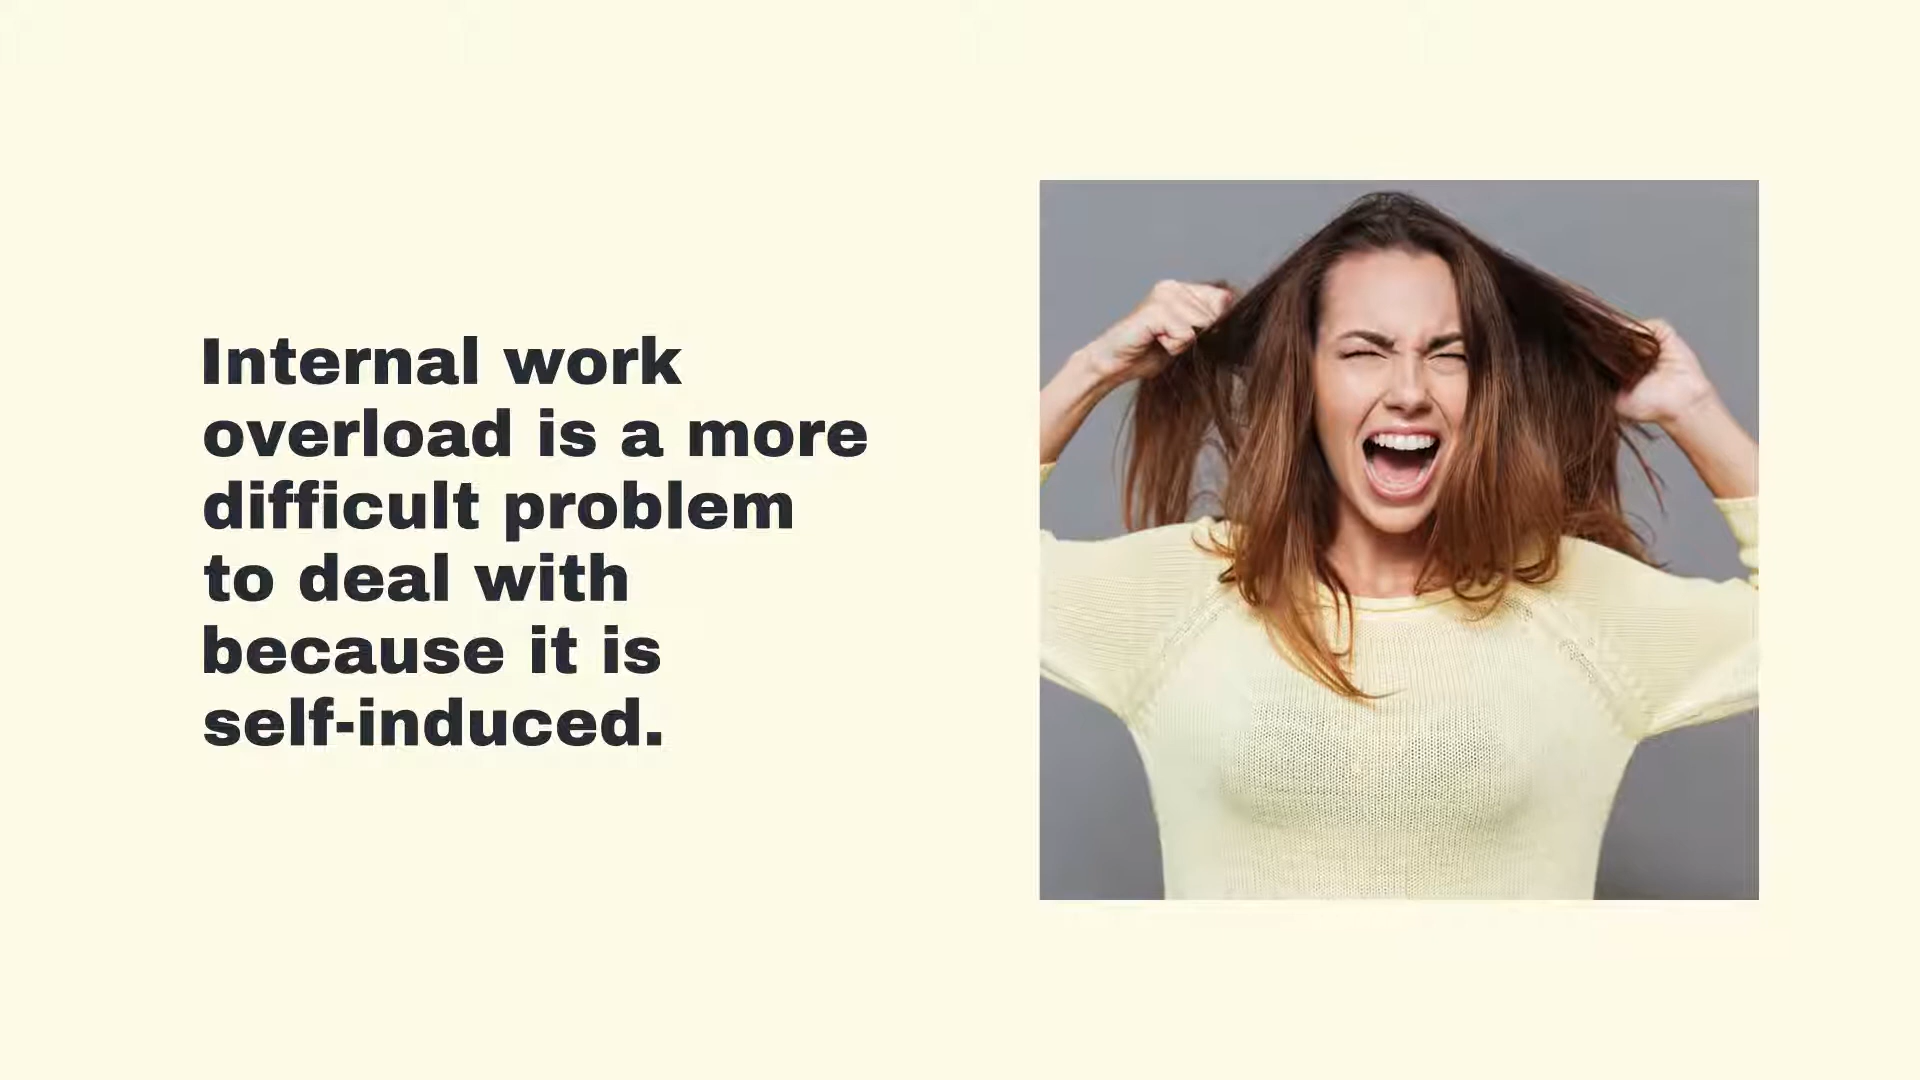 Internal work
overload is a more
difficult problem
to deal with
because it is
self-induced.